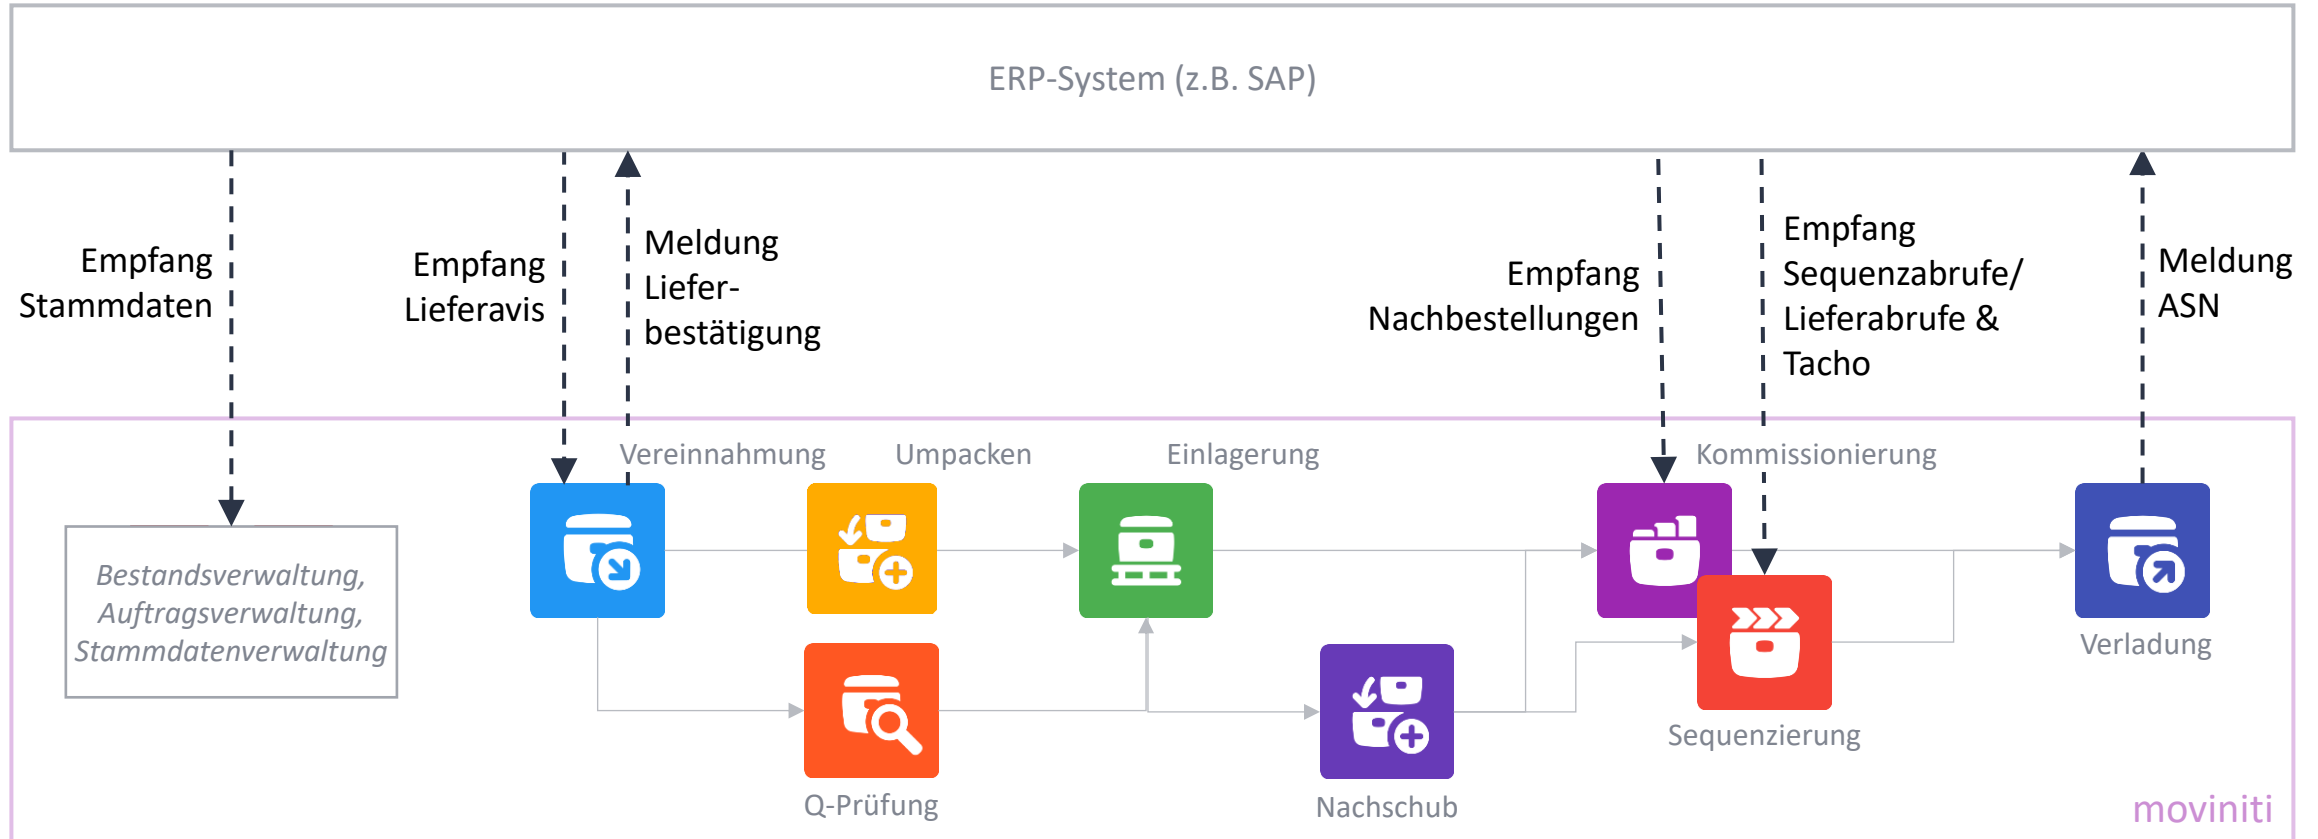 ERP-System (z.B. SAP)
Empfang
Stammdaten
Empfang
Lieferavis
Meldung
Liefer-
bestätigung
Empfang
Nachbestellungen
Empfang
Sequenzabrufe/
Lieferabrufe &
Tacho
Meldung
ASN
Vereinnahmung
Umpacken
Einlagerung
Kommissionierung
Bestandsverwaltung,
Auftragsverwaltung,
Stammdatenverwaltung
Verladung
Sequenzierung
Q-Prüfung
Nachschub
moviniti